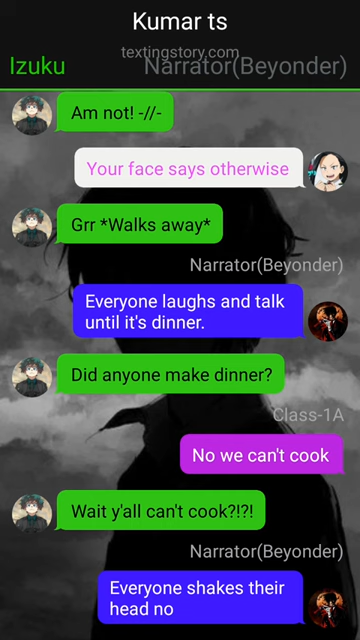 Kumar ts
textingstory.com
Izuku
Narrator(Beyonder)
Am not! -//-
Your face says otherwise
Grr *Walks away*
Narrator(Beyonder)
Everyone laughs and talk
until it's dinner.
Did anyone make dinner?
Class-1A
No we can't cook
Wait y'all can't cook?!?!
Narrator(Beyonder)
Everyone shakes their
head no